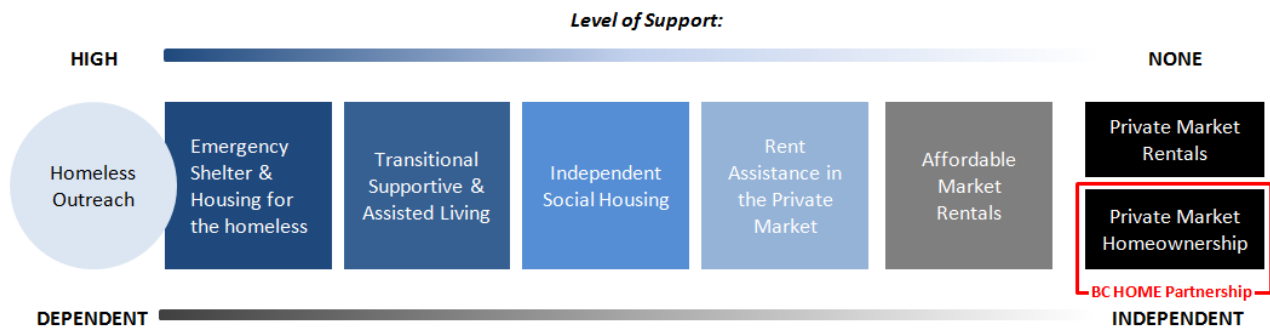 Level of Support:
HIGH
NONE
Homeless
Outreach
Emergency
Shelter &
Housing for
the homeless
Transitional
Supportive &
Assisted Living
Independent
Social Housing
Rent
Assistance in
the Private
Market
Affordable
Market
Rentals
Private Market
Rentals
Private Market
Homeownership
BC HOME Partnership
DEPENDENT
INDEPENDENT